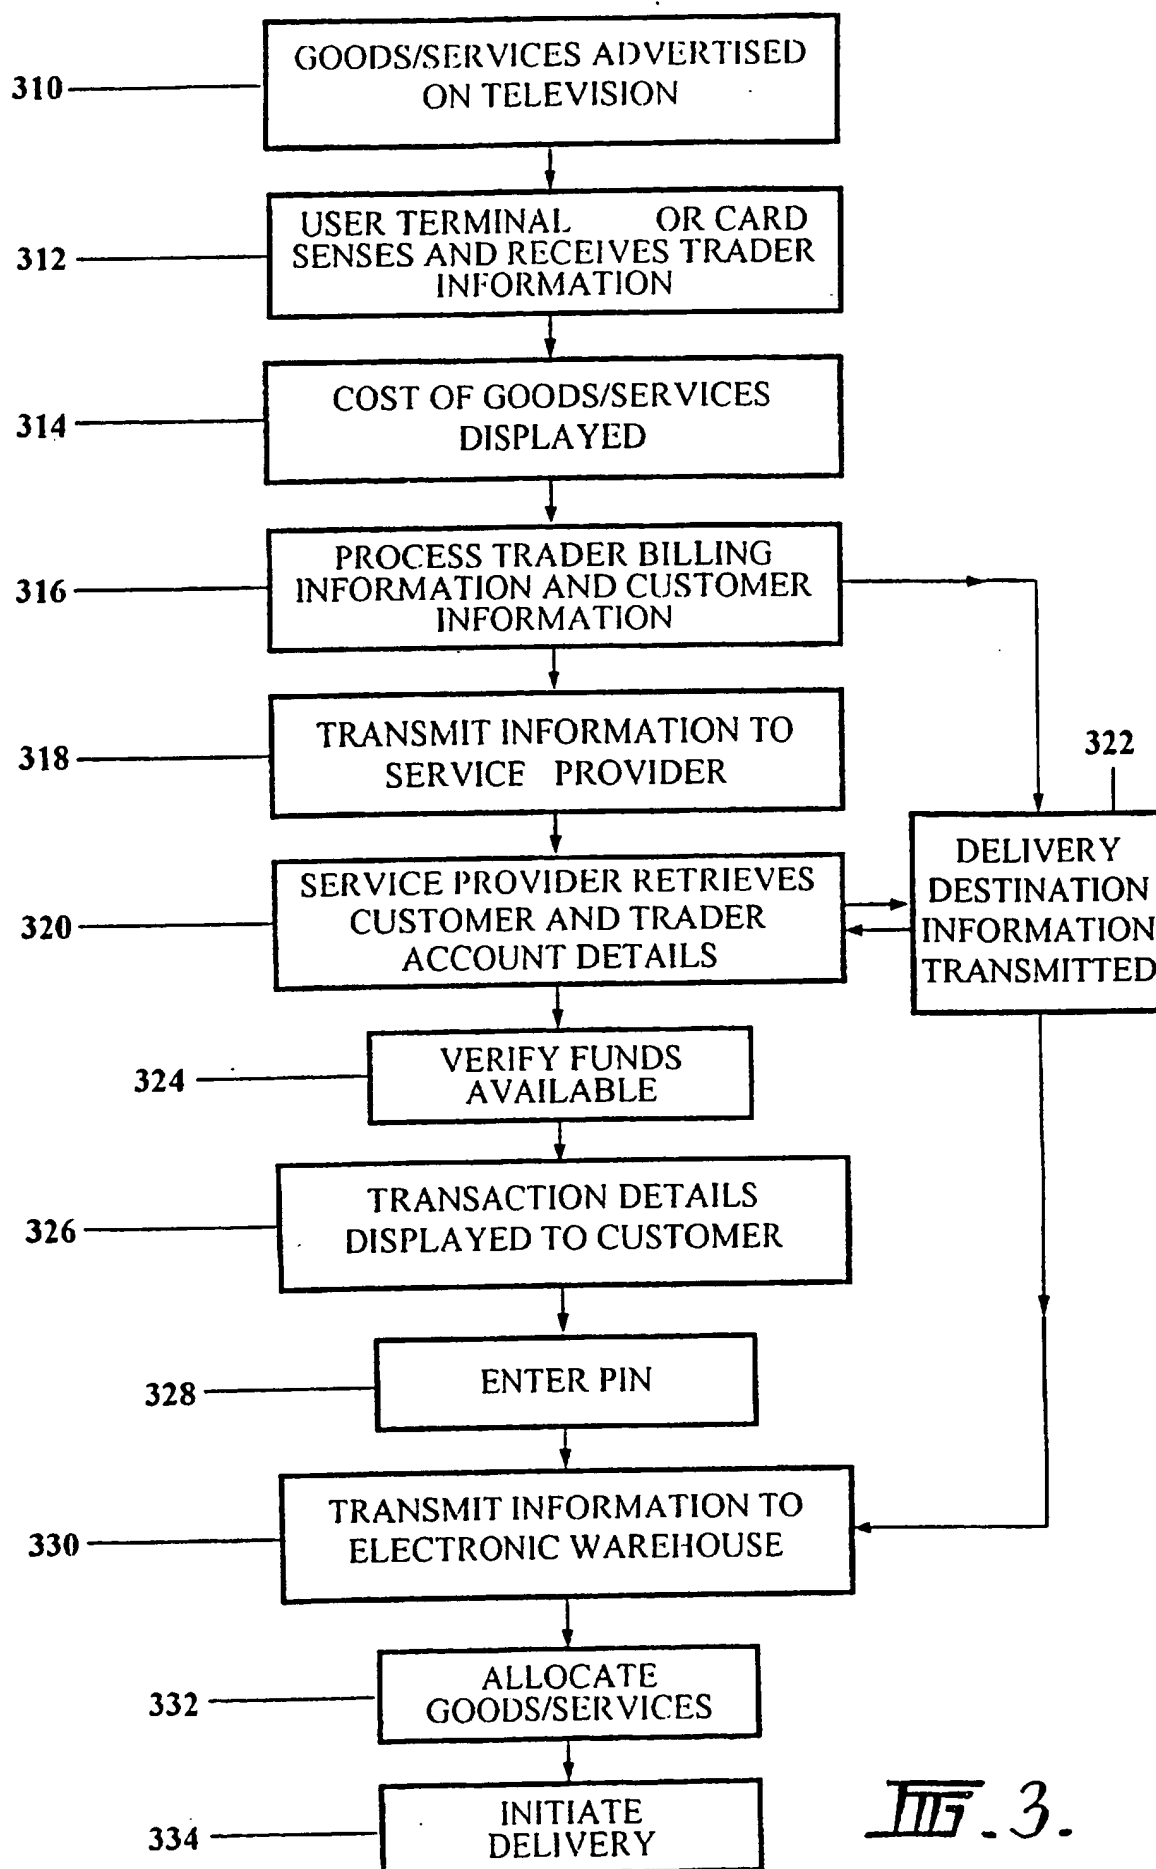 GOODS/SERVICES ADVERTISED
ON TELEVISION
310
USER TERMINAL OR CARD
SENSES AND RECEIVES TRADER
INFORMATION
312
COST OF GOODS/SERVICES
DISPLAYED
314
PROCESS TRADER BILLING
INFORMATION AND CUSTOMER
INFORMATION
316
TRANSMIT INFORMATION TO
SERVICE PROVIDER
318
322
DELIVERY
DESTINATION
INFORMATION
TRANSMITTED
SERVICE PROVIDER RETRIEVES
CUSTOMER AND TRADER
ACCOUNT DETAILS
320
VERIFY FUNDS
AVAILABLE
324
TRANSACTION DETAILS
DISPLAYED TO CUSTOMER
326
ENTER PIN
328
TRANSMIT INFORMATION TO
ELECTRONIC WAREHOUSE
330
ALLOCATE
GOODS/SERVICES
332
INITIATE
DELIVERY
334
FIG. 3.